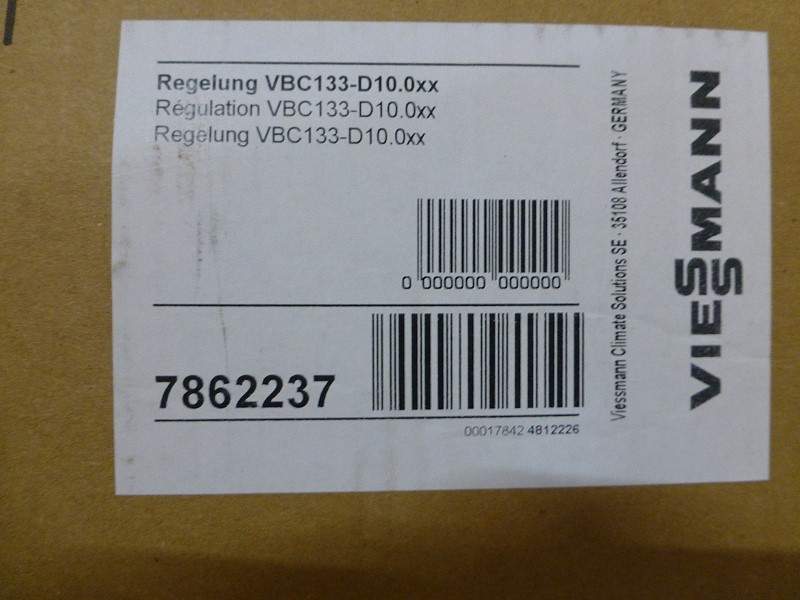 Regelung VBC133-D10.0xx
Régulation VBC133-D10.0xx
Regelung VBC133-D10.0xx
0 000000 000000
7862237
00017842 4812226
Viessmann Climate Solutions SE · 35108 Allendorf · GERMANY
VIESSMANN